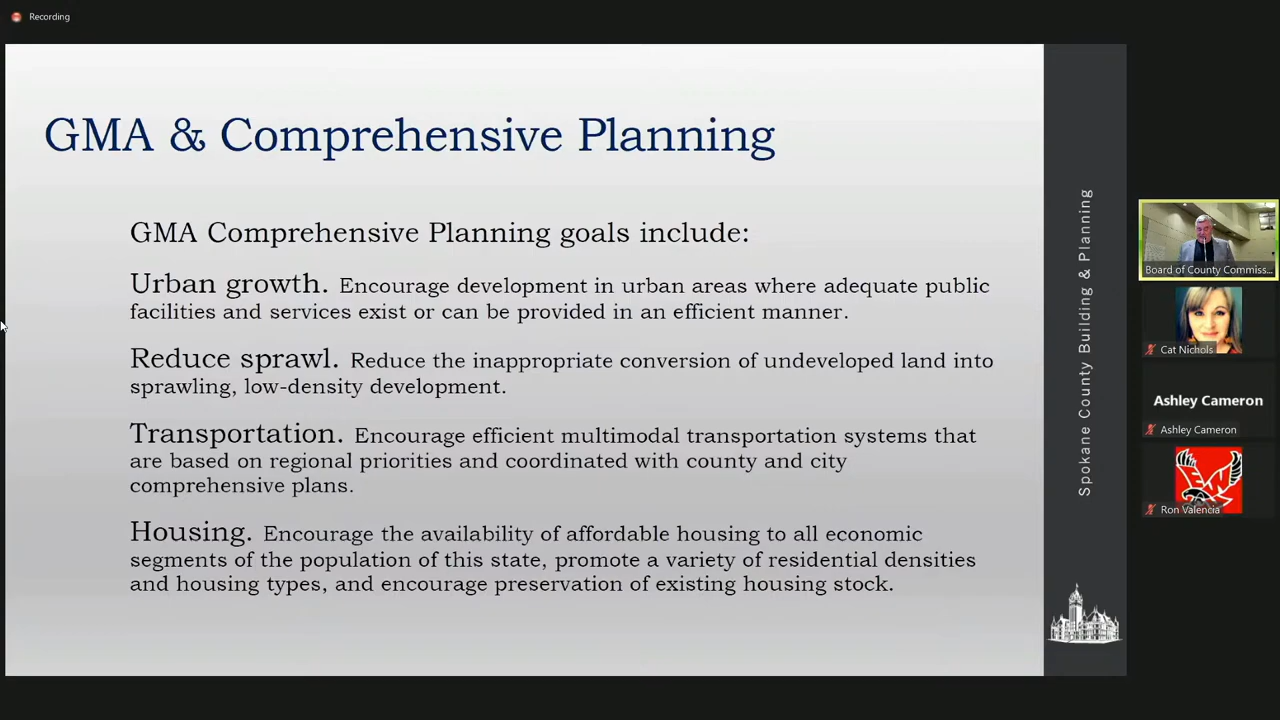 Recording
GMA & Comprehensive Planning
GMA Comprehensive Planning goals include:
Urban growth. Encourage development in urban areas where adequate public
facilities and services exist or can be provided in an efficient manner.
Reduce sprawl. Reduce the inappropriate conversion of undeveloped land into
sprawling, low-density development.
Transportation. Encourage efficient multimodal transportation systems that
are based on regional priorities and coordinated with county and city
comprehensive plans.
Housing. Encourage the availability of affordable housing to all economic
segments of the population of this state, promote a variety of residential densities
and housing types, and encourage preservation of existing housing stock.
Spokane County Building & Planning
Board of County Commiss...
Cat Nichols
Ashley Cameron
Ashley Cameron
Ron Valencia